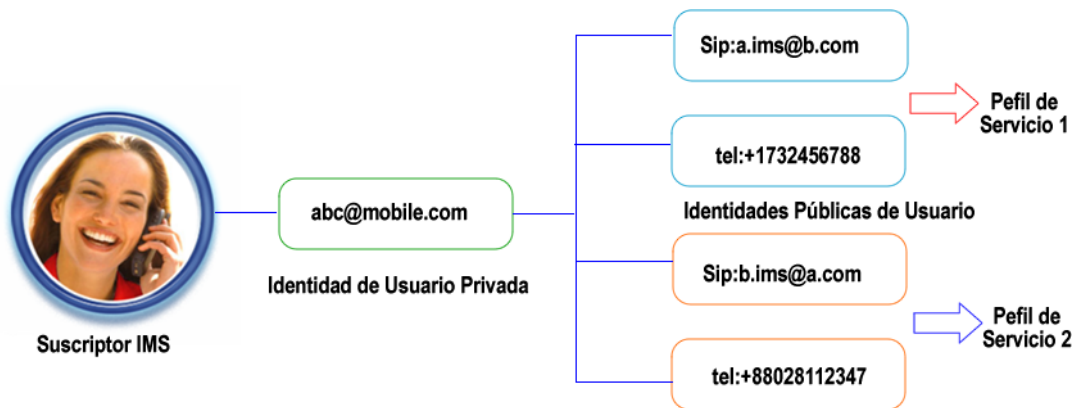 Sip:a.ims@b.com
Pefil de
Servicio 1
tel:+1732456788
abc@mobile.com
Identidades Públicas de Usuario
Sip:b.ims@a.com
Identidad de Usuario Privada
Pefil de
Servicio 2
Suscriptor IMS
tel:+88028112347